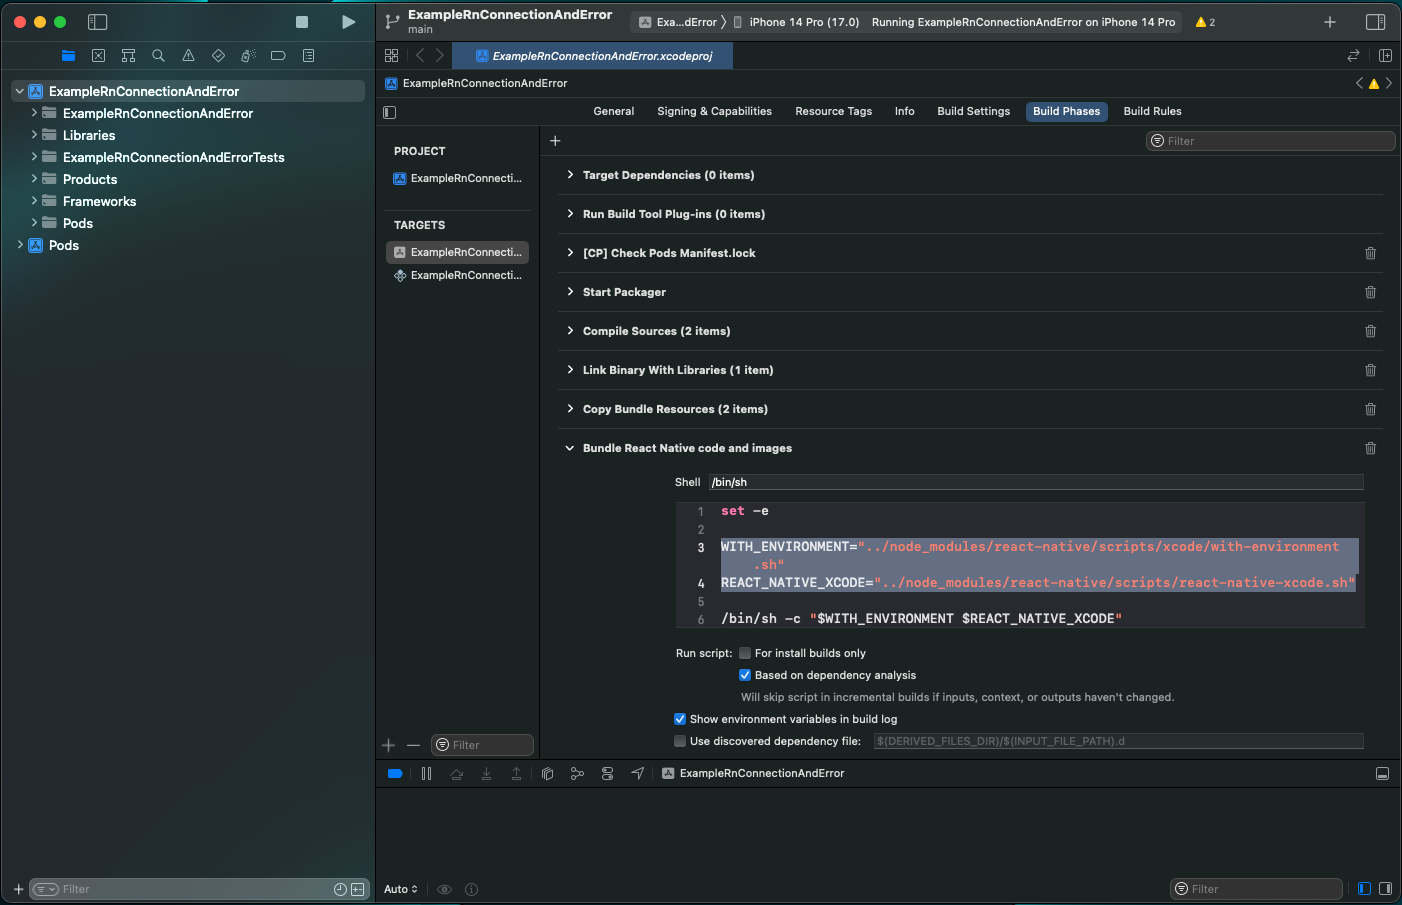 ExampleRnConnectionAndError
main
Exa...dError
iPhone 14 Pro (17.0)
Running ExampleRnConnectionAndError on iPhone 14 Pro
2
ExampleRnConnectionAndError.xcodeproj
ExampleRnConnectionAndError
ExampleRnConnectionAndError
ExampleRnConnectionAndError
Libraries
ExampleRnConnectionAndErrorTests
Products
Frameworks
Pods
Pods
General
Signing & Capabilities
Resource Tags
Info
Build Settings
Build Phases
Build Rules
PROJECT
ExampleRnConnecti...
TARGETS
ExampleRnConnecti...
ExampleRnConnecti...
Filter
Target Dependencies (0 items)
Run Build Tool Plug-ins (0 items)
[CP] Check Pods Manifest.lock
Start Packager
Compile Sources (2 items)
Link Binary With Libraries (1 item)
Copy Bundle Resources (2 items)
Bundle React Native code and images
Shell /bin/sh
1 set -e
2
3 WITH_ENVIRONMENT="../node_modules/react-native/scripts/xcode/with-environment
.sh"
4 REACT_NATIVE_XCODE="../node_modules/react-native/scripts/react-native-xcode.sh"
5
6 /bin/sh -c "$WITH_ENVIRONMENT $REACT_NATIVE_XCODE"
Run script: For install builds only
Based on dependency analysis
Will skip script in incremental builds if inputs, context, or outputs haven't changed.
Show environment variables in build log
Use discovered dependency file: $(DERIVED_FILES_DIR)/$(INPUT_FILE_PATH).d
Filter
ExampleRnConnectionAndError
Filter
Auto
Filter